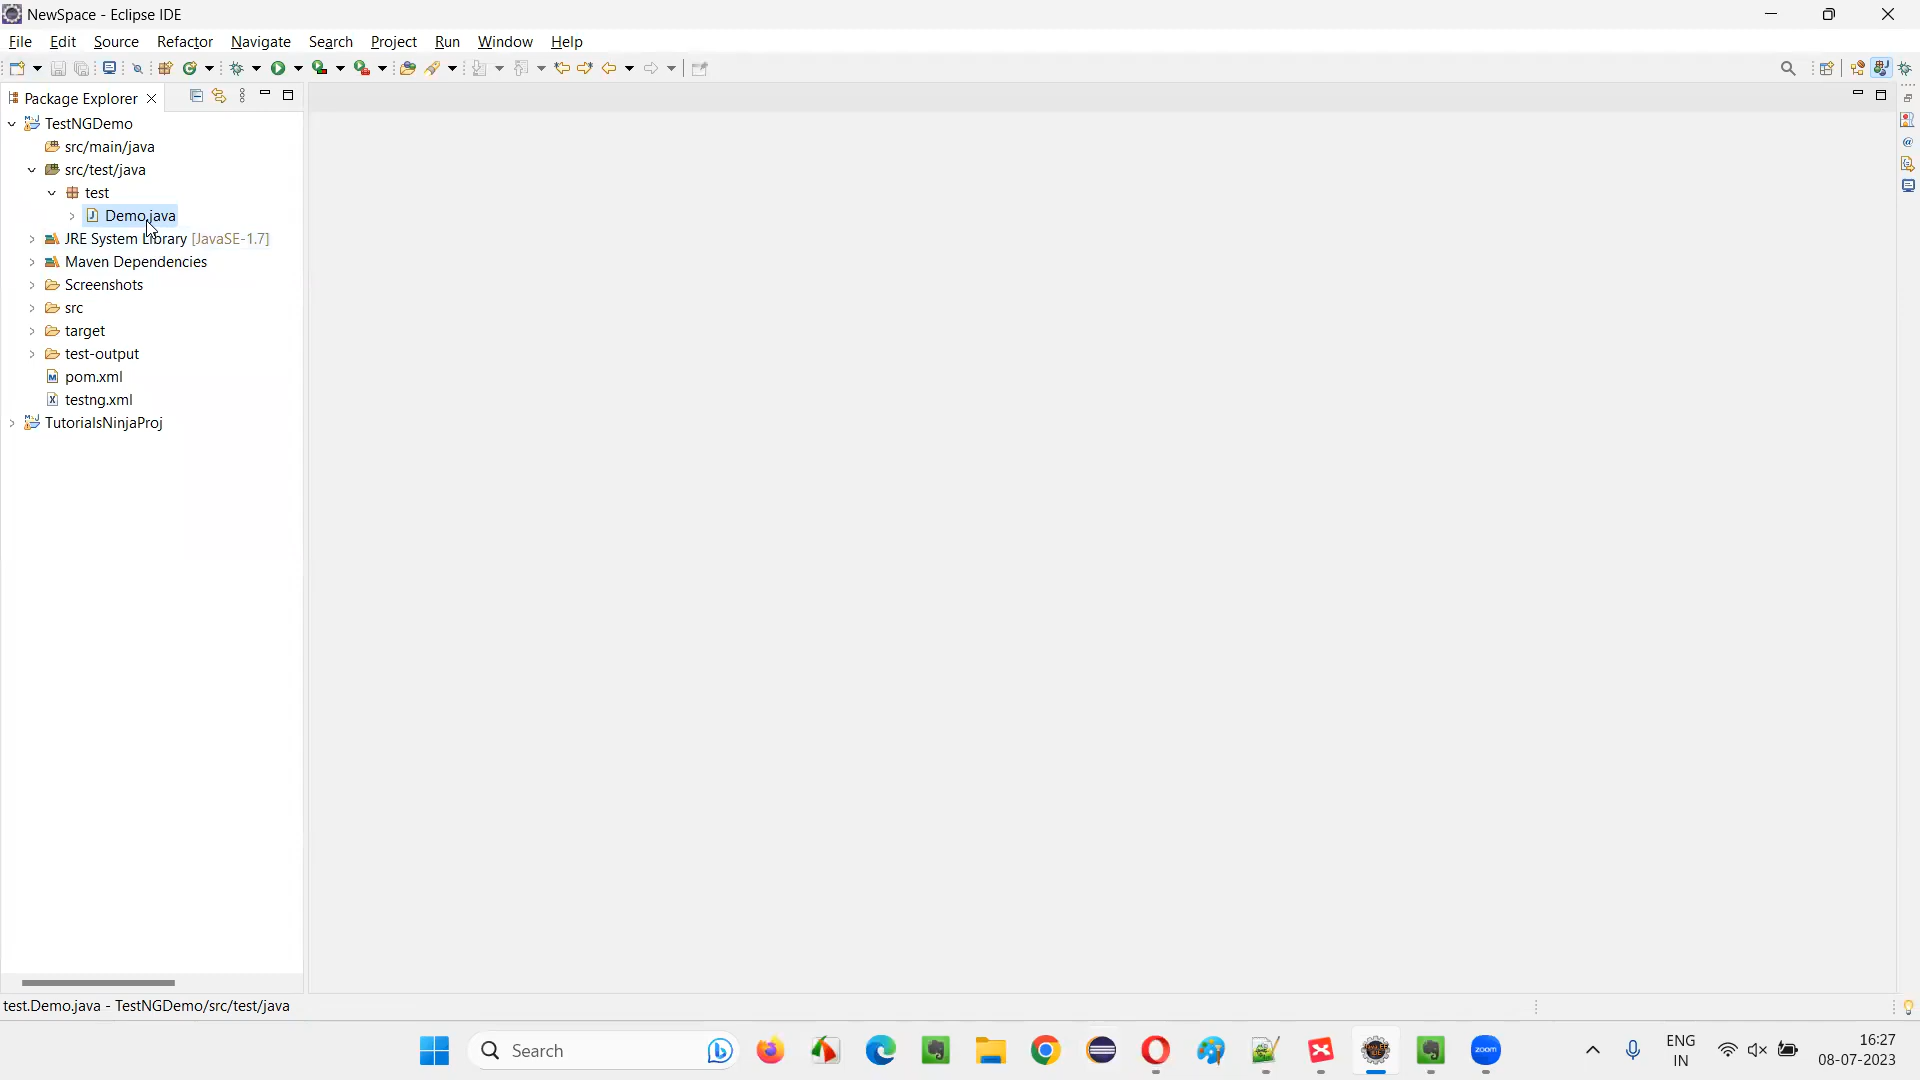 NewSpace - Eclipse IDE
File Edit Source Refactor Navigate Search Project Run Window Help
Package Explorer
TestNGDemo
src/main/java
src/test/java
test
Demo.java
JRE System Library [JavaSE-1.7]
Maven Dependencies
Screenshots
src
target
test-output
pom.xml
testng.xml
TutorialsNinjaProj
test.Demo.java - TestNGDemo/src/test/java
Search
zoom
ENG
IN
16:27
08-07-2023